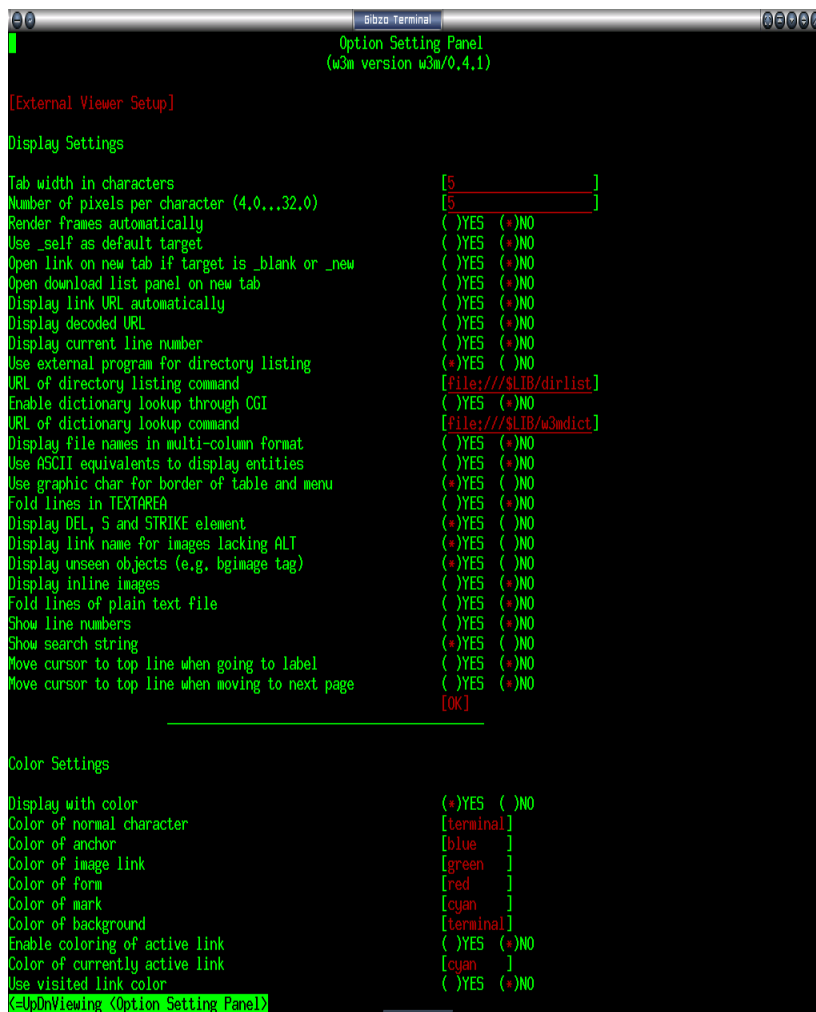 Gibzo Terminal
Option Setting Panel
(w3m version w3m/0.4.1)
[External Viewer Setup]
Display Settings
Tab width in characters [5 ]
Number of pixels per character (4.0...32.0) [5 ]
Render frames automatically ( )YES (*)NO
Use _self as default target ( )YES (*)NO
Open link on new tab if target is _blank or _new ( )YES (*)NO
Open download list panel on new tab ( )YES (*)NO
Display link URL automatically ( )YES (*)NO
Display decoded URL ( )YES (*)NO
Display current line number ( )YES (*)NO
Use external program for directory listing (*)YES ( )NO
URL of directory listing command [file:///$LIB/dirlist]
Enable dictionary lookup through CGI ( )YES (*)NO
URL of dictionary lookup command [file:///$LIB/w3mdict]
Display file names in multi-column format ( )YES (*)NO
Use ASCII equivalents to display entities ( )YES (*)NO
Use graphic char for border of table and menu (*)YES ( )NO
Fold lines in TEXTAREA ( )YES (*)NO
Display DEL, S and STRIKE element (*)YES ( )NO
Display link name for images lacking ALT (*)YES ( )NO
Display unseen objects (e.g. bgimage tag) (*)YES ( )NO
Display inline images ( )YES (*)NO
Fold lines of plain text file ( )YES (*)NO
Show line numbers ( )YES (*)NO
Show search string (*)YES ( )NO
Move cursor to top line when going to label ( )YES (*)NO
Move cursor to top line when moving to next page ( )YES (*)NO
[OK]
Color Settings
Display with color (*)YES ( )NO
Color of normal character [terminal]
Color of anchor [blue ]
Color of image link [green ]
Color of form [red ]
Color of mark [cyan ]
Color of background [terminal]
Enable coloring of active link ( )YES (*)NO
Color of currently active link [cyan ]
Use visited link color ( )YES (*)NO
<=UpDnViewing <Option Setting Panel>